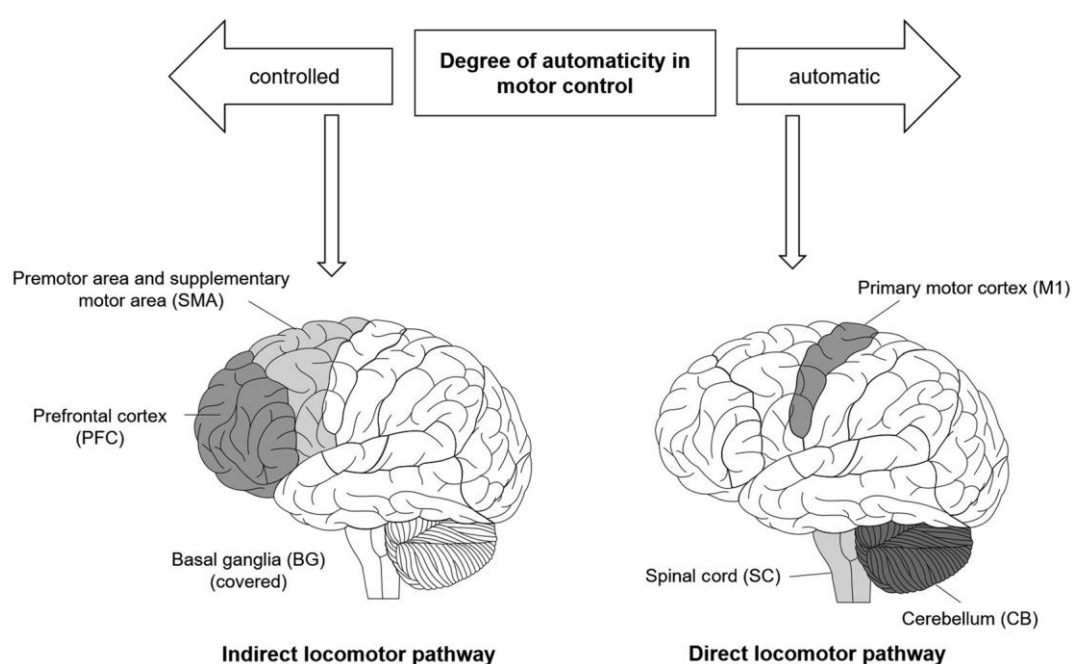 controlled
Degree of automaticity in
motor control
automatic
Premotor area and supplementary
motor area (SMA)
Prefrontal cortex
(PFC)
Basal ganglia (BG)
(covered)
Indirect locomotor pathway
Primary motor cortex (M1)
Spinal cord (SC)
Cerebellum (CB)
Direct locomotor pathway